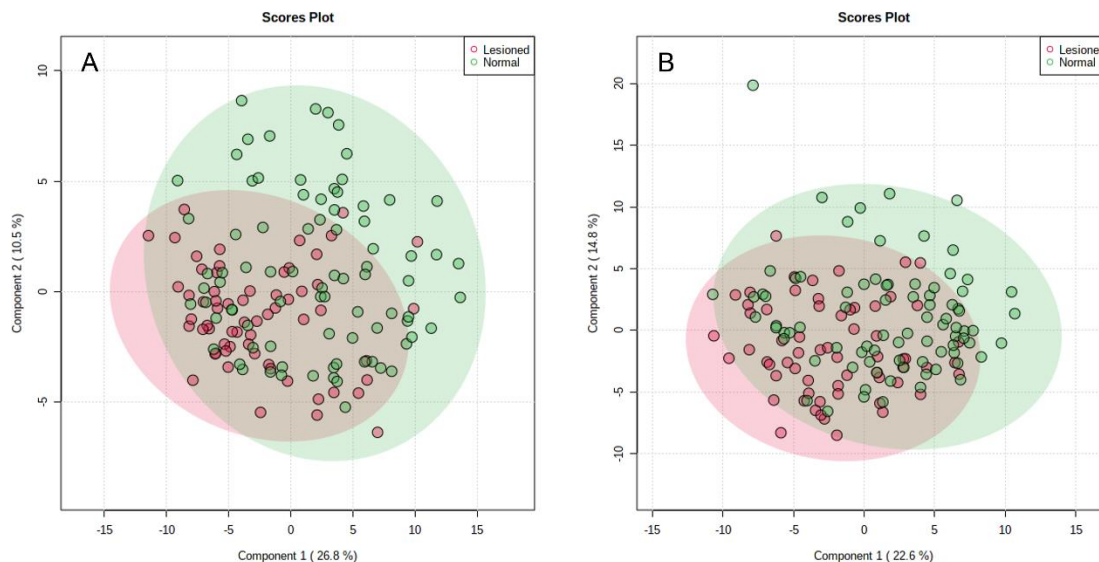 Scores Plot
A
Lesioned
Normal
10
5
0
-5
Component 2 ( 10.5 %)
-15 -10 -5 0 5 10 15
Component 1 ( 26.8 %)
Scores Plot
B
Lesioned
Normal
20
15
10
5
0
-5
-10
Component 2 ( 14.8 %)
-15 -10 -5 0 5 10 15
Component 1 ( 22.6 %)